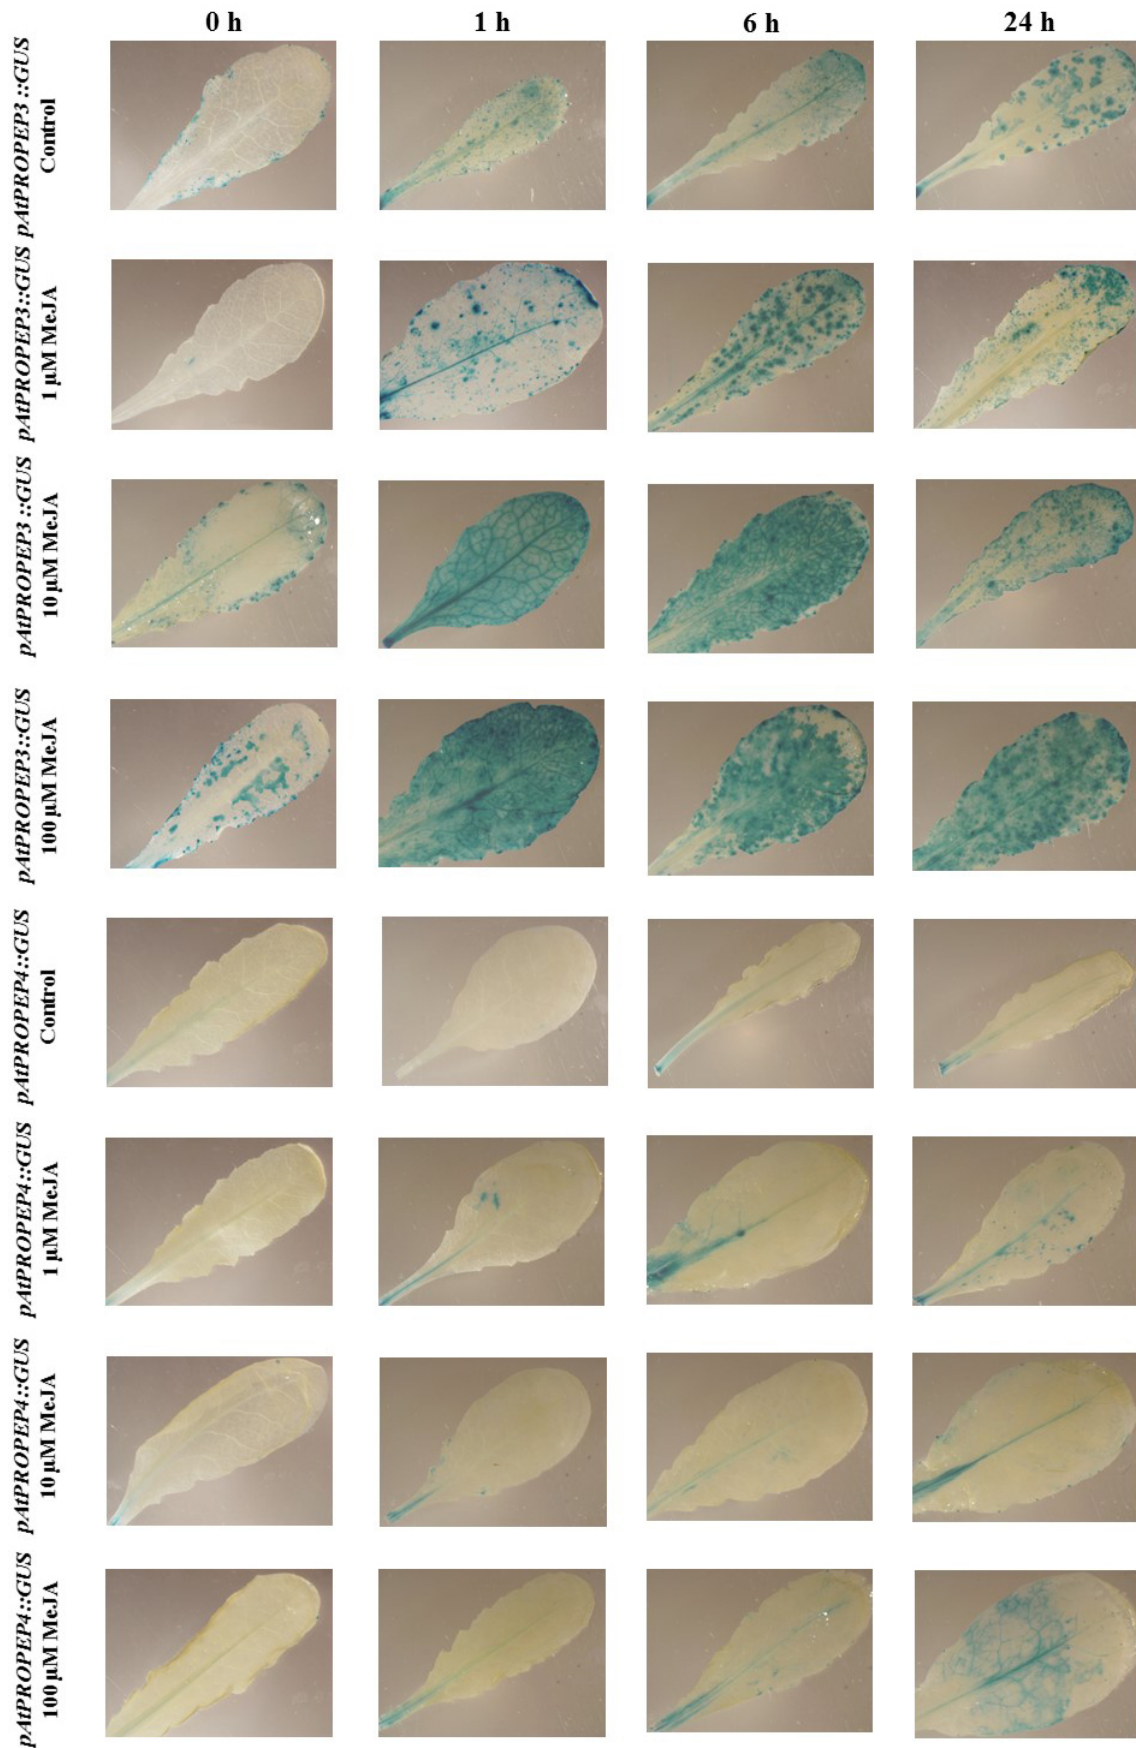 0 h 1 h 6 h 24 h
pAtPROPEP3 ::GUS
Control
pAtPROPEP3::GUS
1 µM MeJA
pAtPROPEP3 ::GUS
10 µM MeJA
pAtPROPEP3::GUS
100 µM MeJA
pAtPROPEP4::GUS
Control
pAtPROPEP4::GUS
1 µM MeJA
pAtPROPEP4::GUS
10 µM MeJA
pAtPROPEP4::GUS
100 µM MeJA